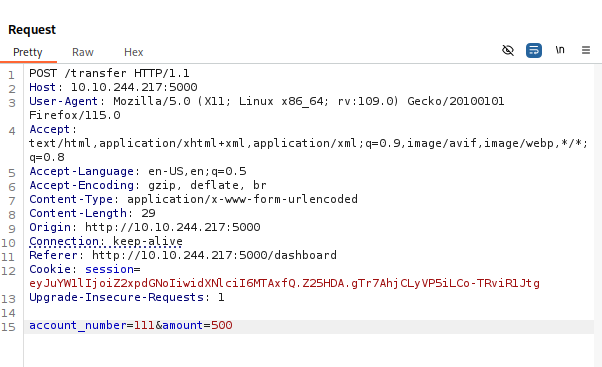 Request
Pretty Raw Hex \n
1 POST /transfer HTTP/1.1
2 Host: 10.10.244.217:5000
3 User-Agent: Mozilla/5.0 (X11; Linux x86_64; rv:109.0) Gecko/20100101
Firefox/115.0
4 Accept:
text/html,application/xhtml+xml,application/xml;q=0.9,image/avif,image/webp,*/*;
q=0.8
5 Accept-Language: en-US,en;q=0.5
6 Accept-Encoding: gzip, deflate, br
7 Content-Type: application/x-www-form-urlencoded
8 Content-Length: 29
9 Origin: http://10.10.244.217:5000
10 Connection: keep-alive
11 Referer: http://10.10.244.217:5000/dashboard
12 Cookie: session=
eyJuYW1lIjoiZ2xpdGNoIiwidXNlciI6MTAxfQ.Z25HDA.gTr7AhjCLyVP5iLCo-TRviRlJtg
13 Upgrade-Insecure-Requests: 1
14
15 account_number=111&amount=500